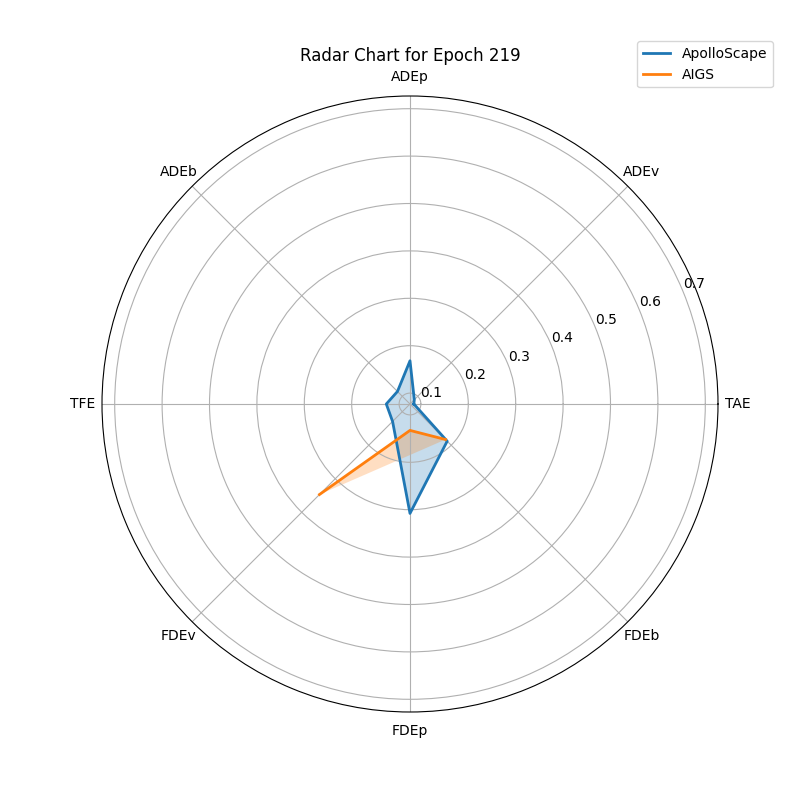 Radar Chart for Epoch 219
ApolloScape
AIGS
ADEp
ADEb
ADEv
0.7
0.6
0.5
0.4
0.3
0.2
0.1
TFE
TAE
FDEv
FDEb
FDEp